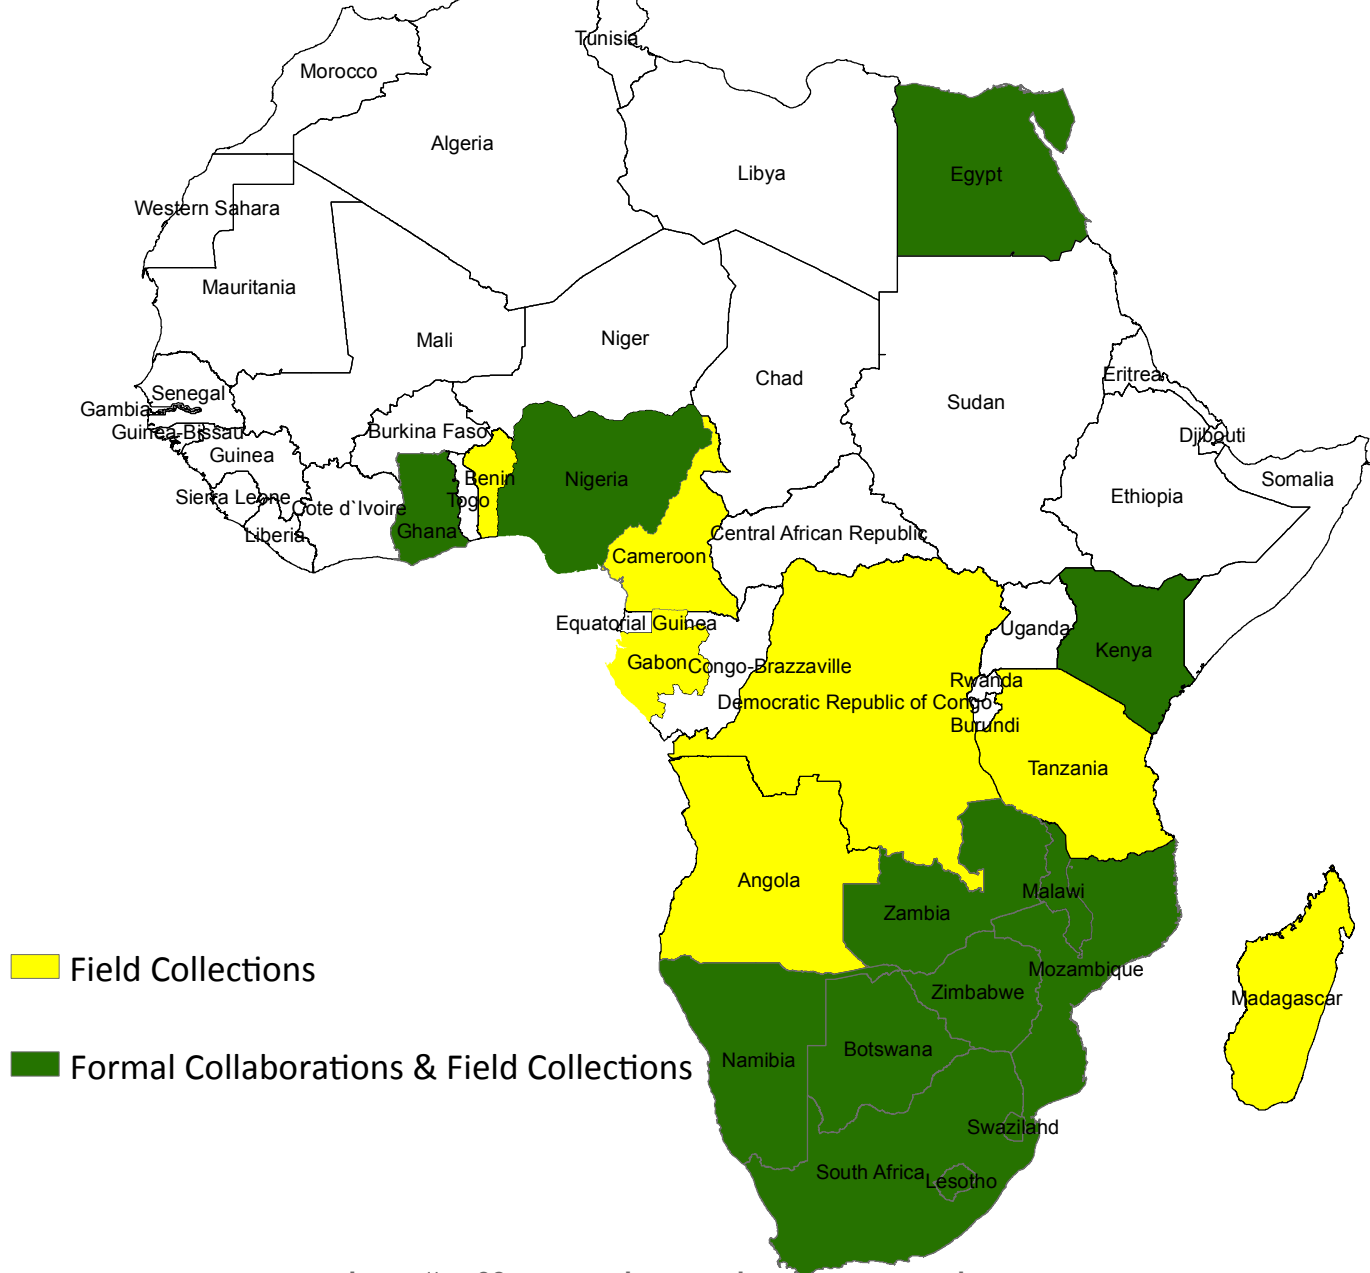 Tunisia
Morocco
Algeria
Libya
Egypt
Western Sahara
Mauritania
Mali
Niger
Chad
Sudan
Eritrea
Senegal
Gambia
Guinea-Bissau
Burkina Faso
Djibouti
Guinea
Benin
Nigeria
Somalia
Sierra Leone
Togo
Ethiopia
Cote d`Ivoire
Ghana
Liberia
Central African Republic
Cameroon
Equatorial Guinea
Uganda
Kenya
Gabon
Congo-Brazzaville
Rwanda
Democratic Republic of Congo
Burundi
Tanzania
Angola
Malawi
Zambia
Field Collections
Mozambique
Zimbabwe
Madagascar
Botswana
Namibia
Formal Collaborations & Field Collections
Swaziland
South Africa
Lesotho